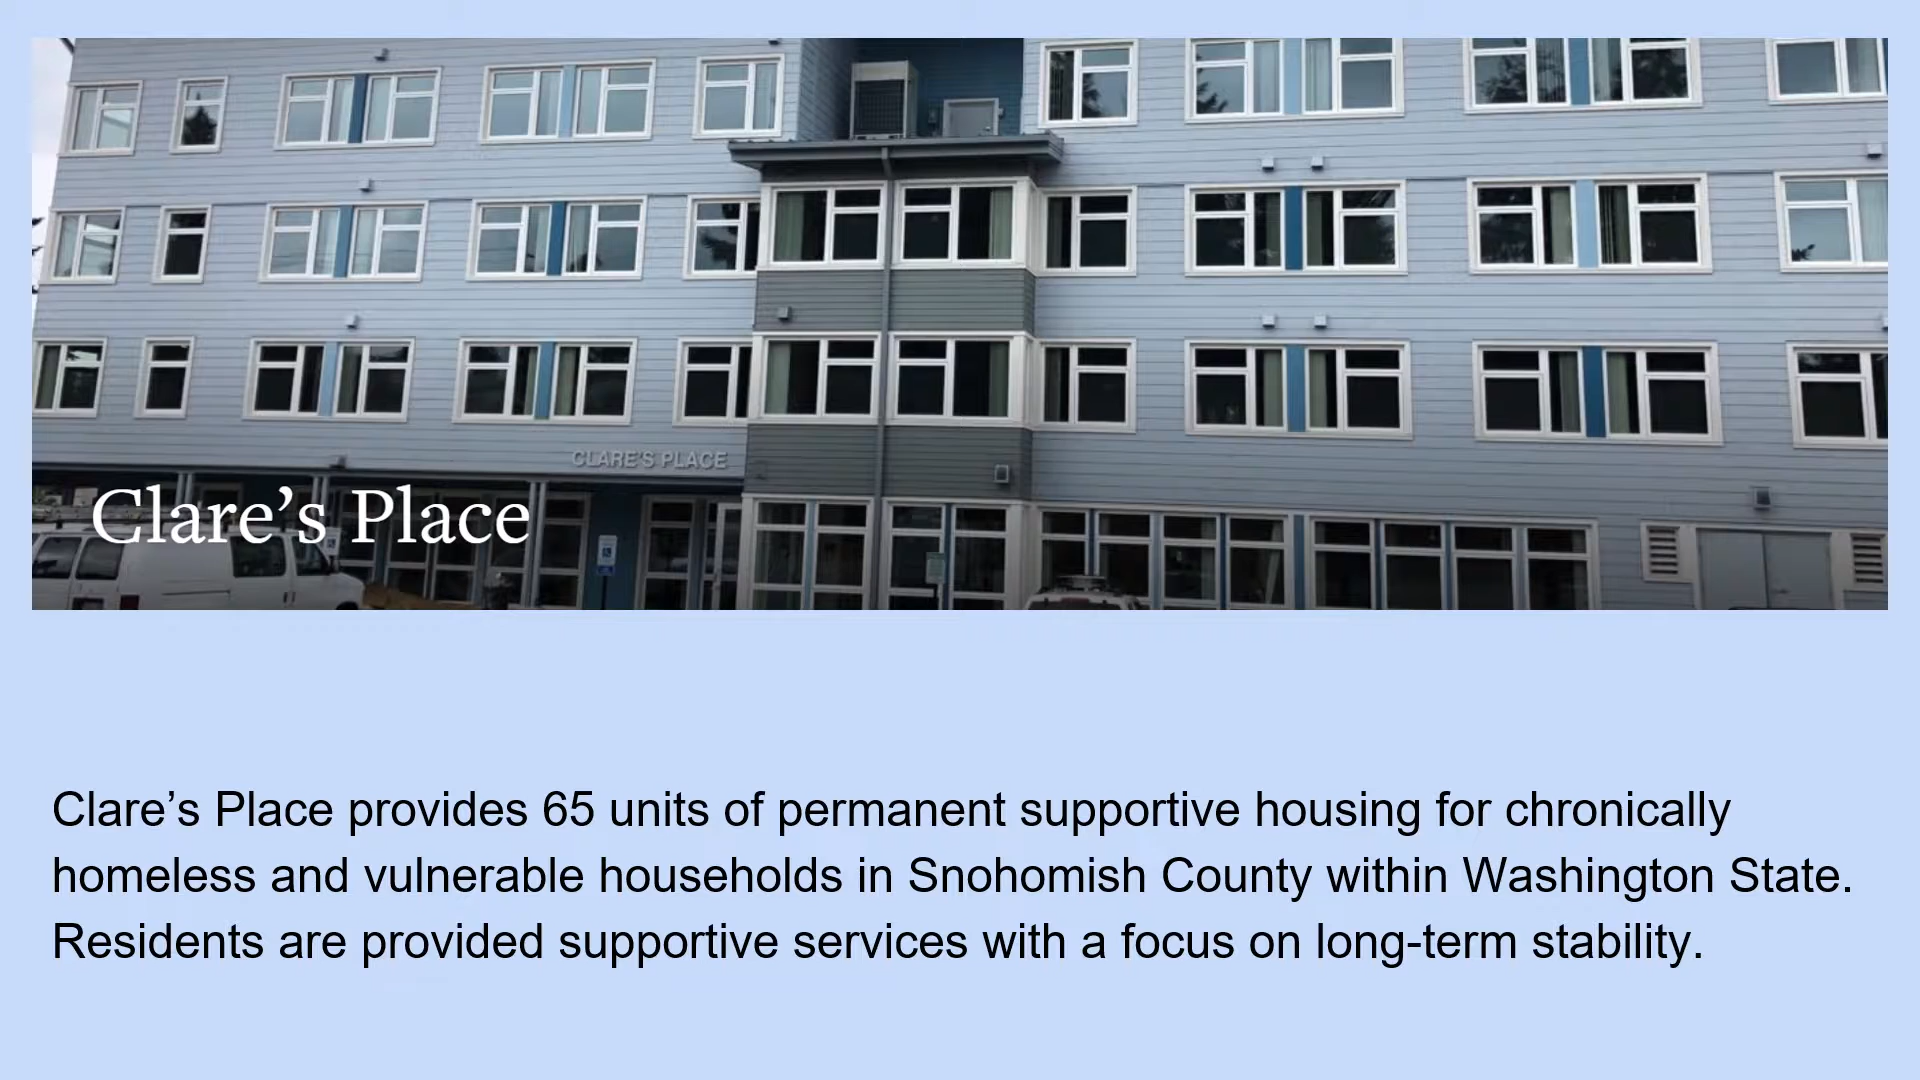 CLARE'S PLACE
Clare’s Place
Clare’s Place provides 65 units of permanent supportive housing for chronically
homeless and vulnerable households in Snohomish County within Washington State.
Residents are provided supportive services with a focus on long-term stability.